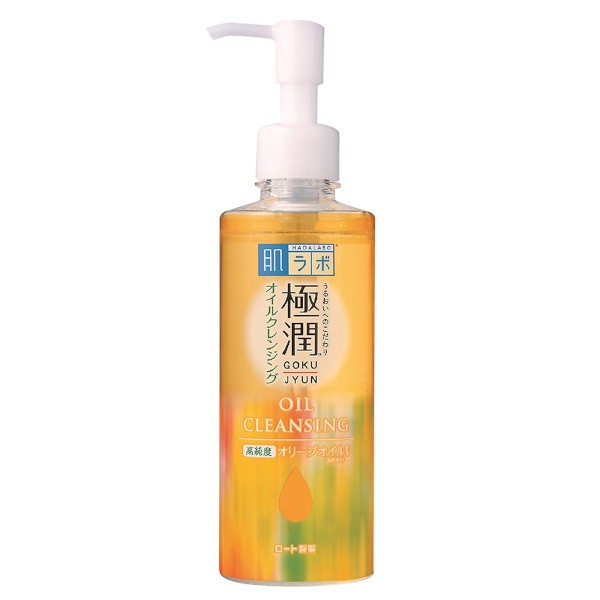 HADALABO
肌ラボ
®
うるおいへのこだわり
極潤
オイルクレンジング
GOKU
JYUN
OIL
CLEANSING
高純度 オリーブオイル
ロート製薬